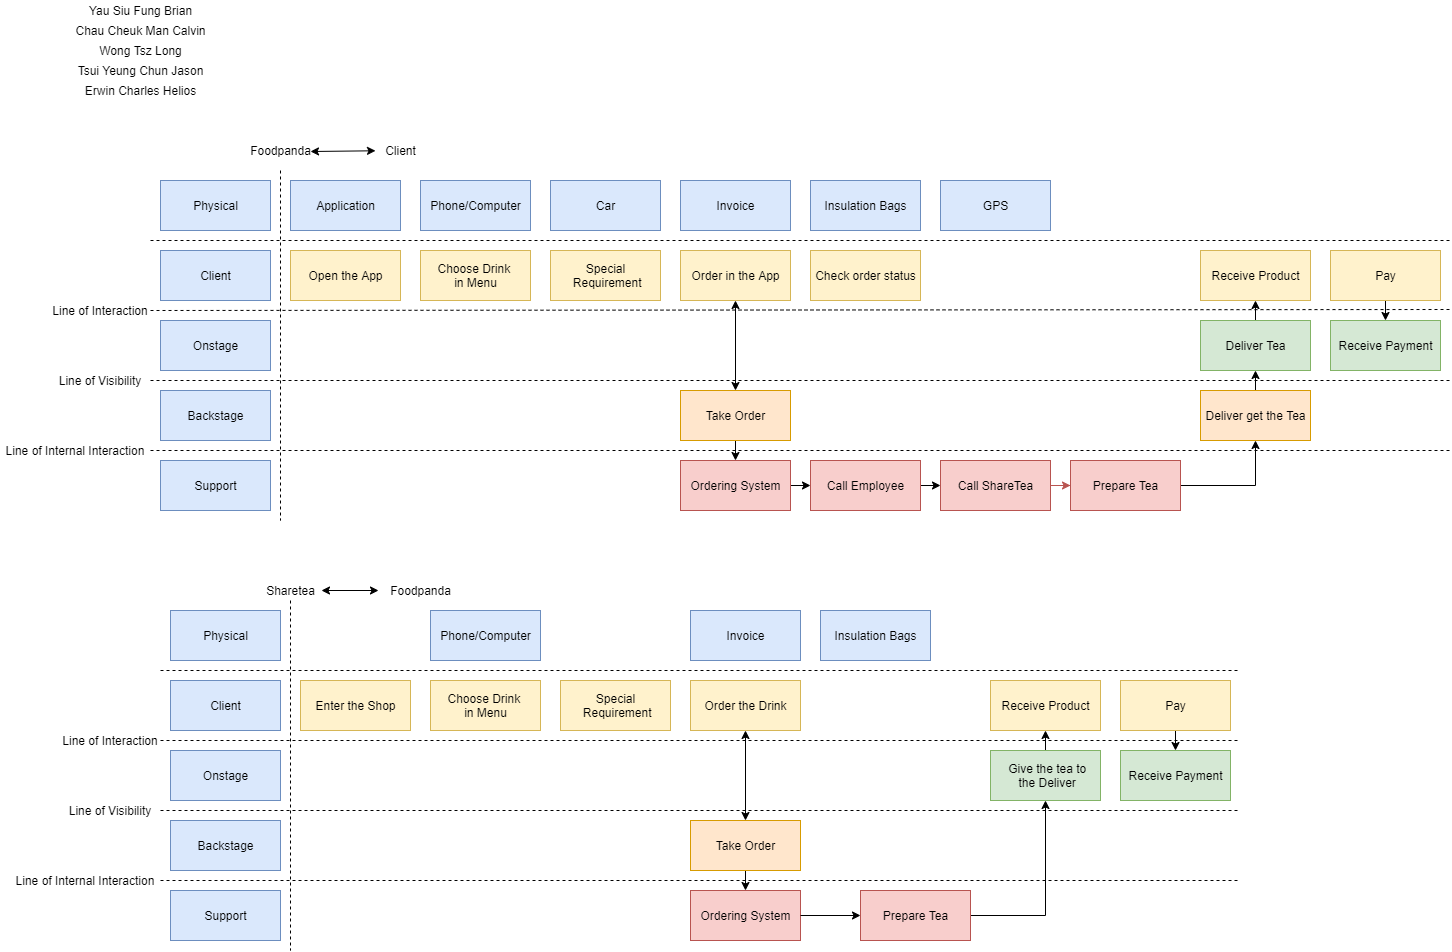 Yau Siu Fung Brian
Chau Cheuk Man Calvin
Wong Tsz Long
Tsui Yeung Chun Jason
Erwin Charles Helios
Foodpanda Client
Physical Application Phone/Computer Car Invoice Insulation Bags GPS
Client Open the App Choose Drink
in Menu Special
Requirement Order in the App Check order status Receive Product Pay
Line of Interaction
Onstage Deliver Tea Receive Payment
Line of Visibility
Backstage Take Order Deliver get the Tea
Line of Internal Interaction
Support Ordering System Call Employee Call ShareTea Prepare Tea
Sharetea Foodpanda
Physical Phone/Computer Invoice Insulation Bags
Client Enter the Shop Choose Drink
in Menu Special
Requirement Order the Drink Receive Product Pay
Line of Interaction
Onstage Give the tea to
the Deliver Receive Payment
Line of Visibility
Backstage Take Order
Line of Internal Interaction
Support Ordering System Prepare Tea